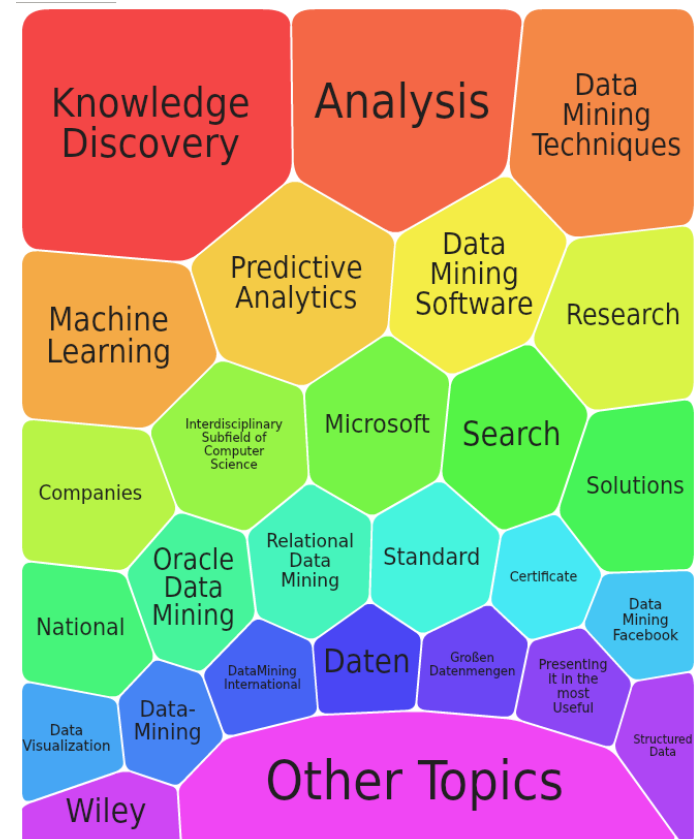 Knowledge
Discovery
Analysis
Data
Mining
Techniques
Predictive
Analytics
Data
Mining
Software
Machine
Learning
Research
Interdisciplinary
Subfield of
Computer
Science
Microsoft
Search
Companies
Solutions
Oracle
Data
Mining
Relational
Data
Mining
Standard
Certificate
National
Data
Mining
Facebook
DataMining
International
Daten
Großen
Datenmengen
Presenting
It In the
most
Useful
Data
Visualization
Data-
Mining
Structured
Data
Other Topics
Wiley